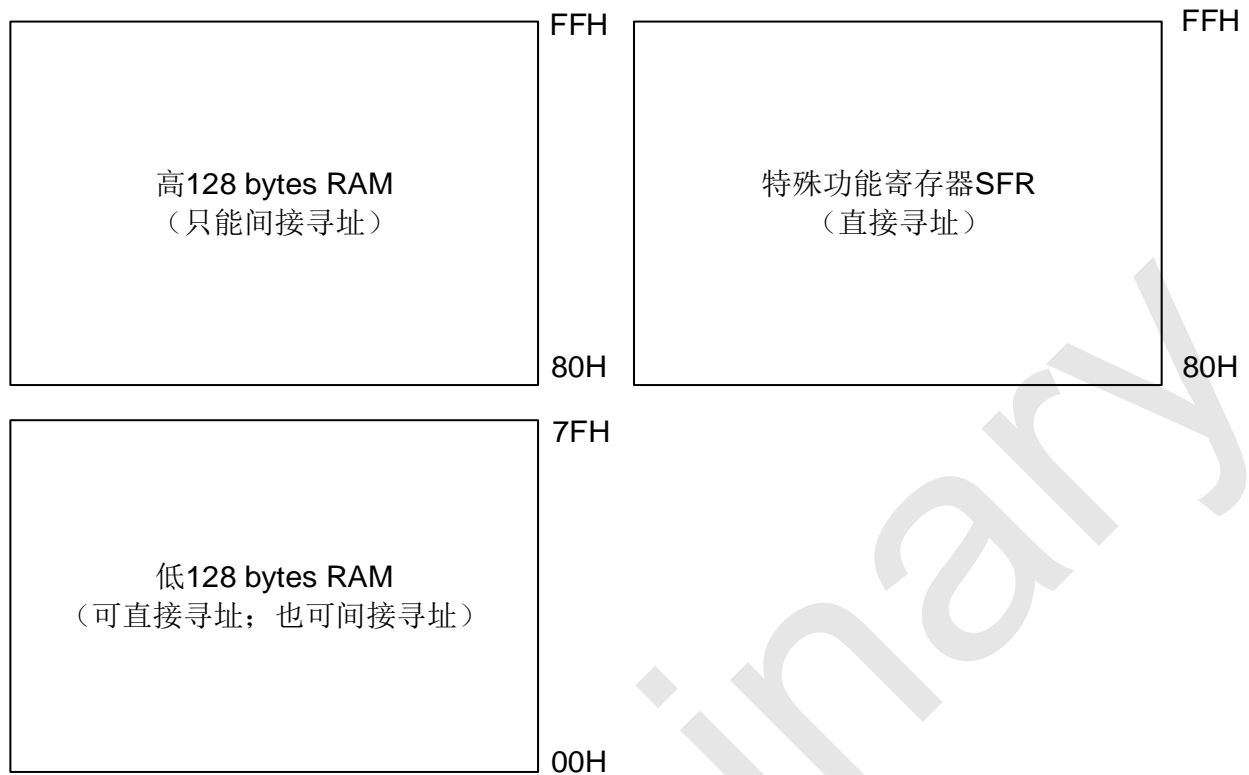 FFH
高128 bytes RAM
（只能间接寻址）
80H
FFH
特殊功能寄存器SFR
（直接寻址）
80H
7FH
低128 bytes RAM
（可直接寻址；也可间接寻址）
00H
inary